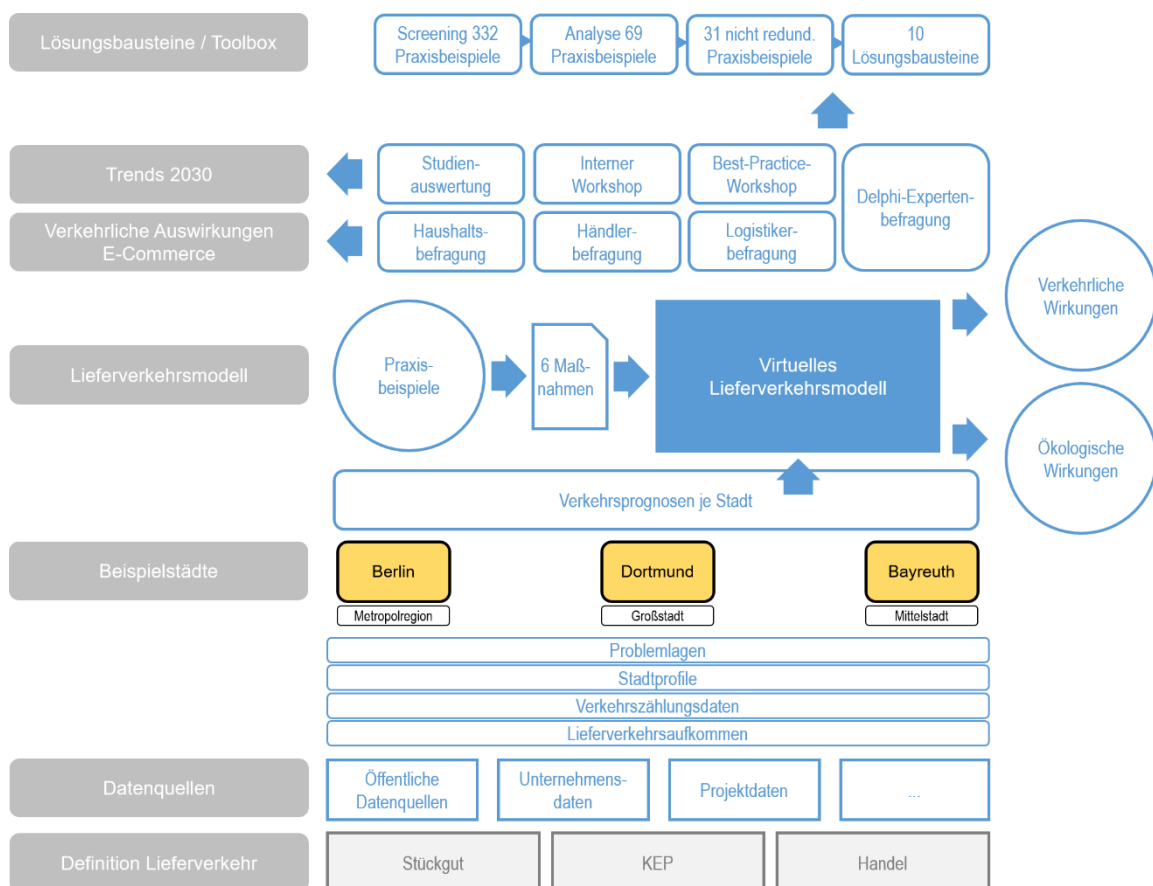 Lösungsbausteine / Toolbox
Screening 332
Praxisbeispiele
Analyse 69
Praxisbeispiele
31 nicht redund.
Praxisbeispiele
10
Lösungsbausteine
Trends 2030
Studien-
auswertung
Interner
Workshop
Best-Practice-
Workshop
Delphi-Experten-
befragung
Verkehrliche Auswirkungen
E-Commerce
Haushalts-
befragung
Händler-
befragung
Logistiker-
befragung
Verkehrliche
Wirkungen
Lieferverkehrsmodell
Praxis-
beispiele
6 Maß-
nahmen
Virtuelles
Lieferverkehrsmodell
Ökologische
Wirkungen
Verkehrsprognosen je Stadt
Beispielstädte
Berlin
Dortmund
Bayreuth
Metropolregion
Großstadt
Mittelstadt
Problemlagen
Stadtprofile
Verkehrszählungsdaten
Lieferverkehrsaufkommen
Datenquellen
Öffentliche
Datenquellen
Unternehmens-
daten
Projektdaten
...
Definition Lieferverkehr
Stückgut
KEP
Handel